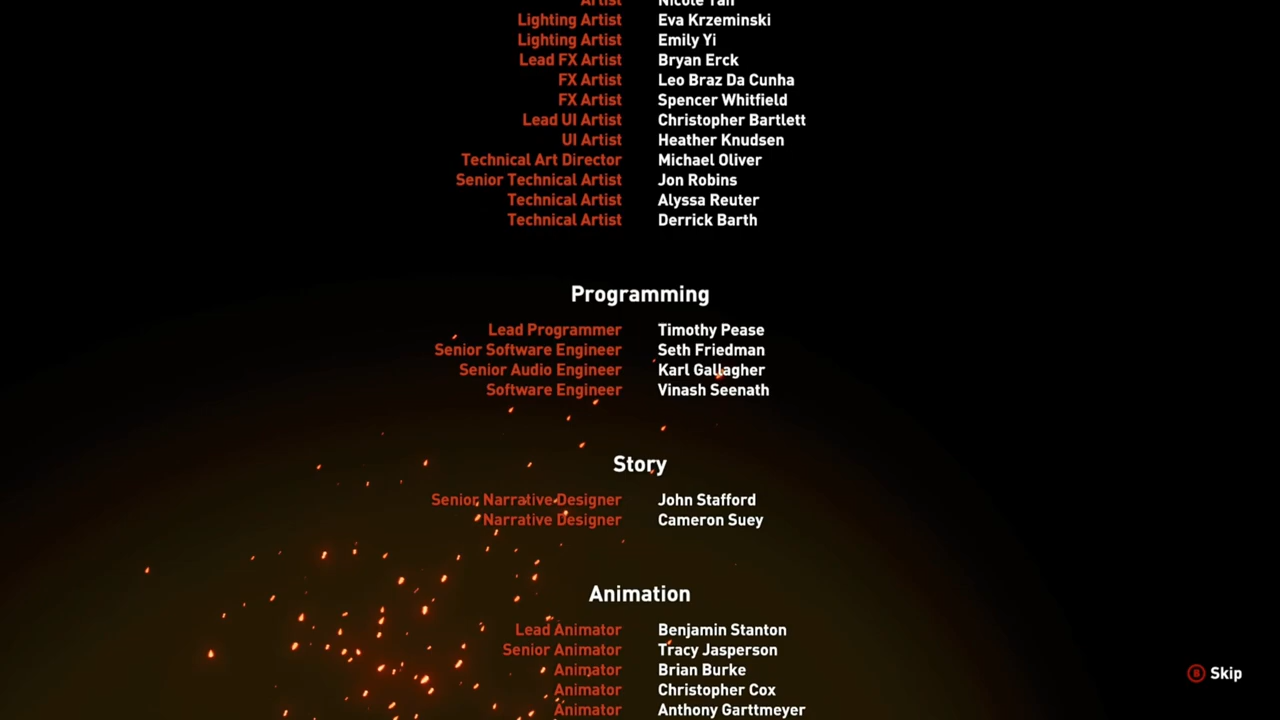 Artist Nicole Tan
Lighting Artist Eva Krzeminski
Lighting Artist Emily Yi
Lead FX Artist Bryan Erck
FX Artist Leo Braz Da Cunha
FX Artist Spencer Whitfield
Lead UI Artist Christopher Bartlett
UI Artist Heather Knudsen
Technical Art Director Michael Oliver
Senior Technical Artist Jon Robins
Technical Artist Alyssa Reuter
Technical Artist Derrick Barth
Programming
Lead Programmer Timothy Pease
Senior Software Engineer Seth Friedman
Senior Audio Engineer Karl Gallagher
Software Engineer Vinash Seenath
Story
Senior Narrative Designer John Stafford
Narrative Designer Cameron Suey
Animation
Lead Animator Benjamin Stanton
Senior Animator Tracy Jasperson
Animator Brian Burke
Animator Christopher Cox
Animator Anthony Garttmeyer
B Skip